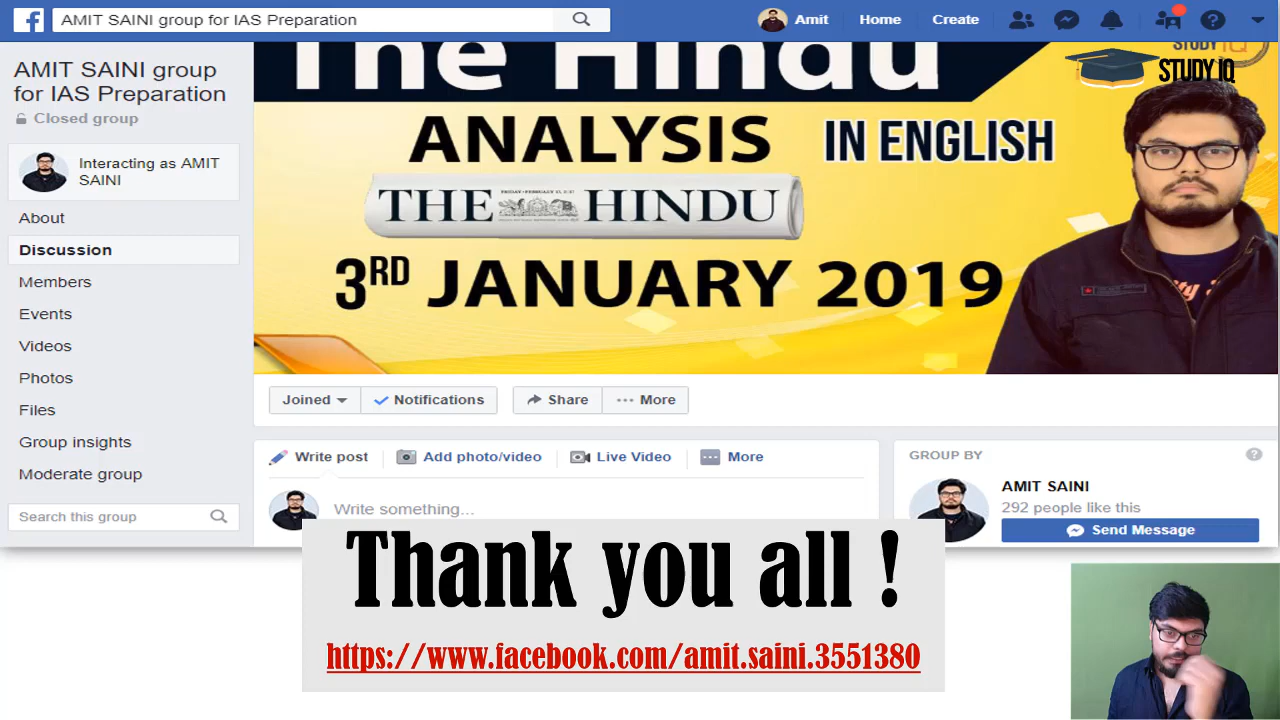 AMIT SAINI group for IAS Preparation
Amit
Home
Create
AMIT SAINI group
for IAS Preparation
Closed group
Interacting as AMIT
SAINI
About
Discussion
Members
Events
Videos
Photos
Files
Group insights
Moderate group
Search this group
The Hindu
STUDY IQ
STUDY IQ
ANALYSIS
IN ENGLISH
THE HINDU
3RD JANUARY 2019
Joined
Notifications
Share
More
Write post
Add photo/video
Live Video
More
Write something...
GROUP BY
AMIT SAINI
292 people like this
Send Message
Thank you all !
https://www.facebook.com/amit.saini.3551380